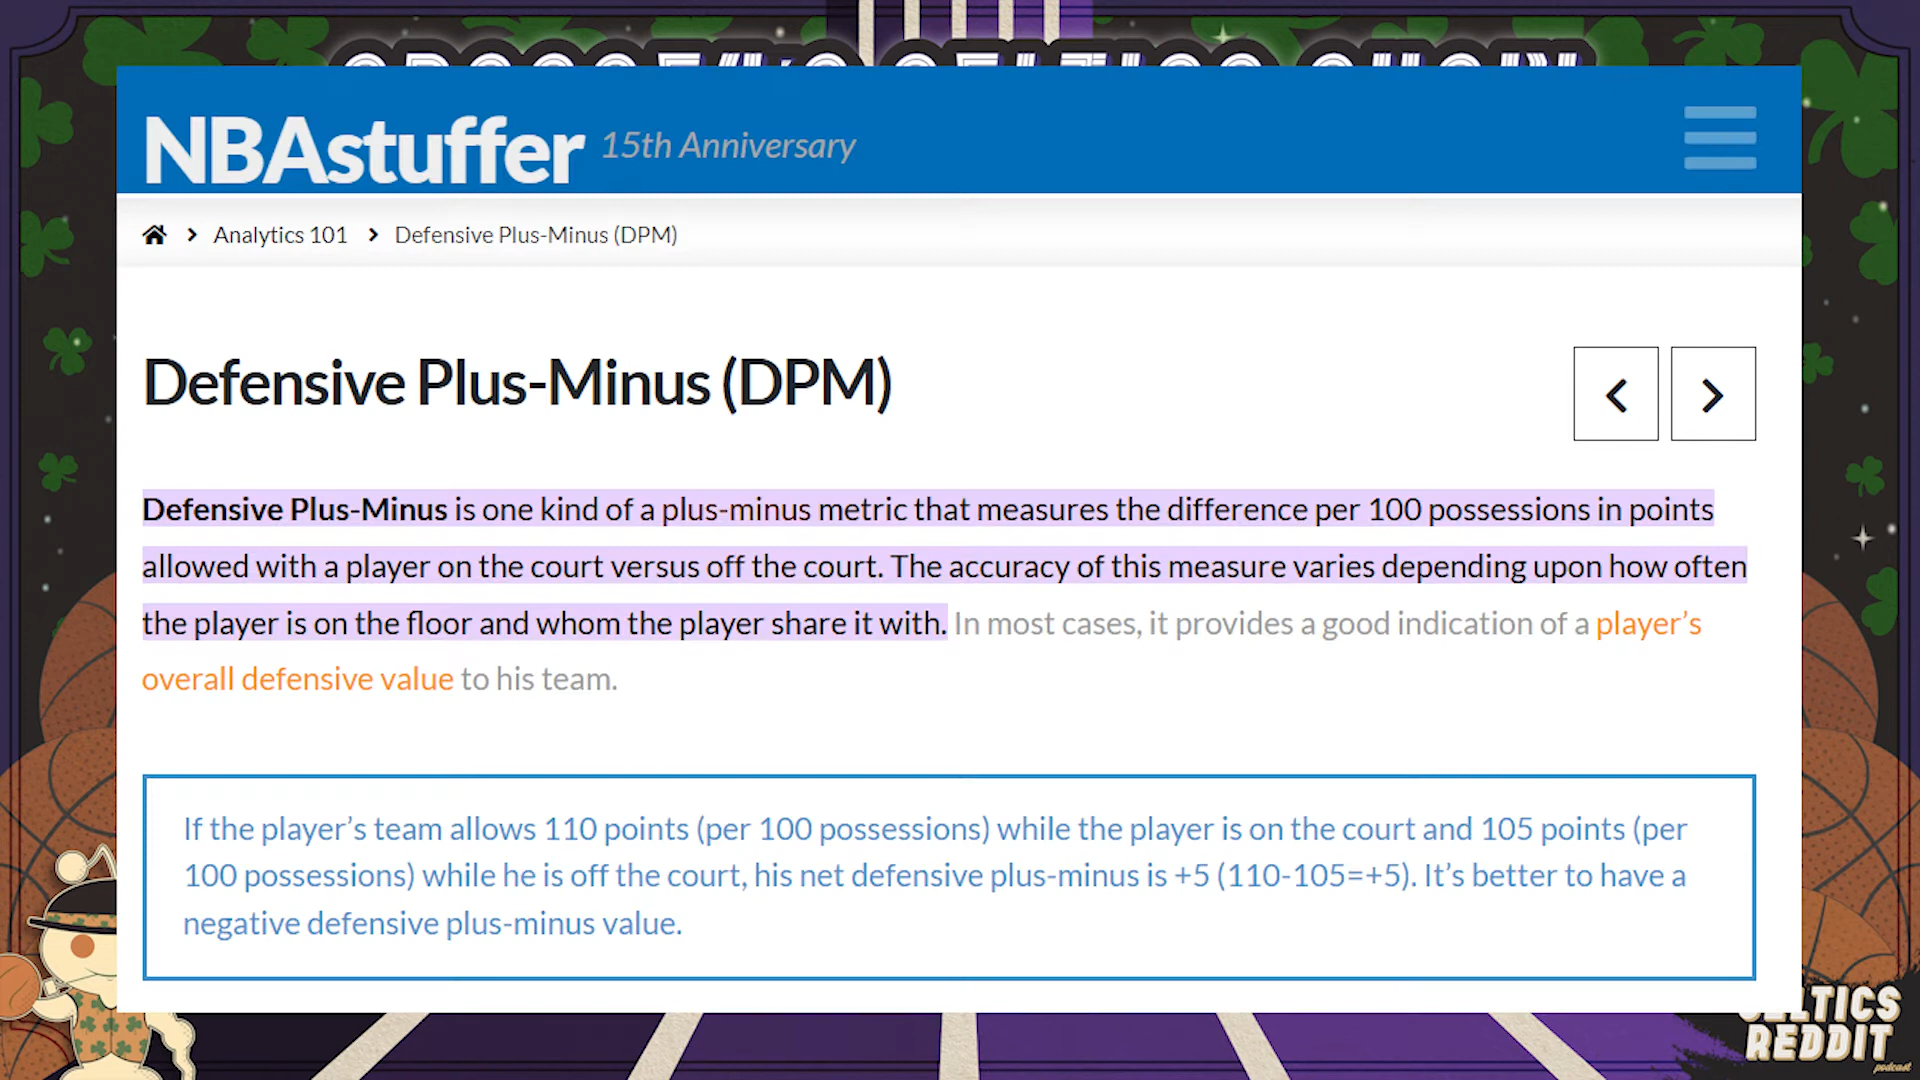 NBAstuffer 15th Anniversary
Analytics 101 Defensive Plus-Minus (DPM)
Defensive Plus-Minus (DPM)
Defensive Plus-Minus is one kind of a plus-minus metric that measures the difference per 100 possessions in points
allowed with a player on the court versus off the court. The accuracy of this measure varies depending upon how often
the player is on the floor and whom the player share it with. In most cases, it provides a good indication of a player’s
overall defensive value to his team.
If the player’s team allows 110 points (per 100 possessions) while the player is on the court and 105 points (per
100 possessions) while he is off the court, his net defensive plus-minus is +5 (110-105=+5). It’s better to have a
negative defensive plus-minus value.
CELTICS
REDDIT
podcast